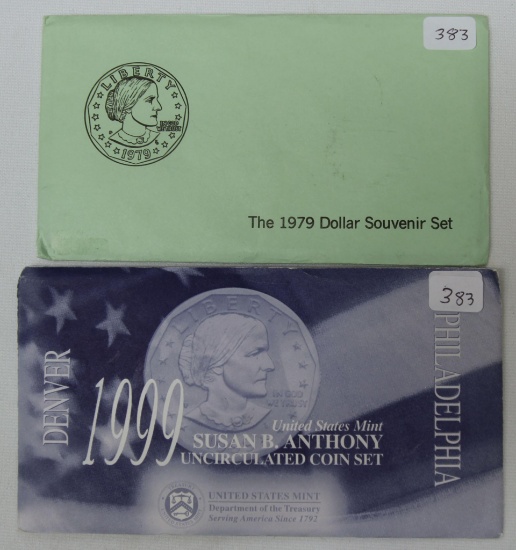 383
LIBERTY
IN GOD
WE TRUST
1979
The 1979 Dollar Souvenir Set
383
DENVER
1999
LIBERTY
IN GOD
WE TRUST
PHILADELPHIA
United States Mint
SUSAN B. ANTHONY
UNCIRCULATED COIN SET
UNITED STATES MINT
Department of the Treasury
Serving America Since 1792